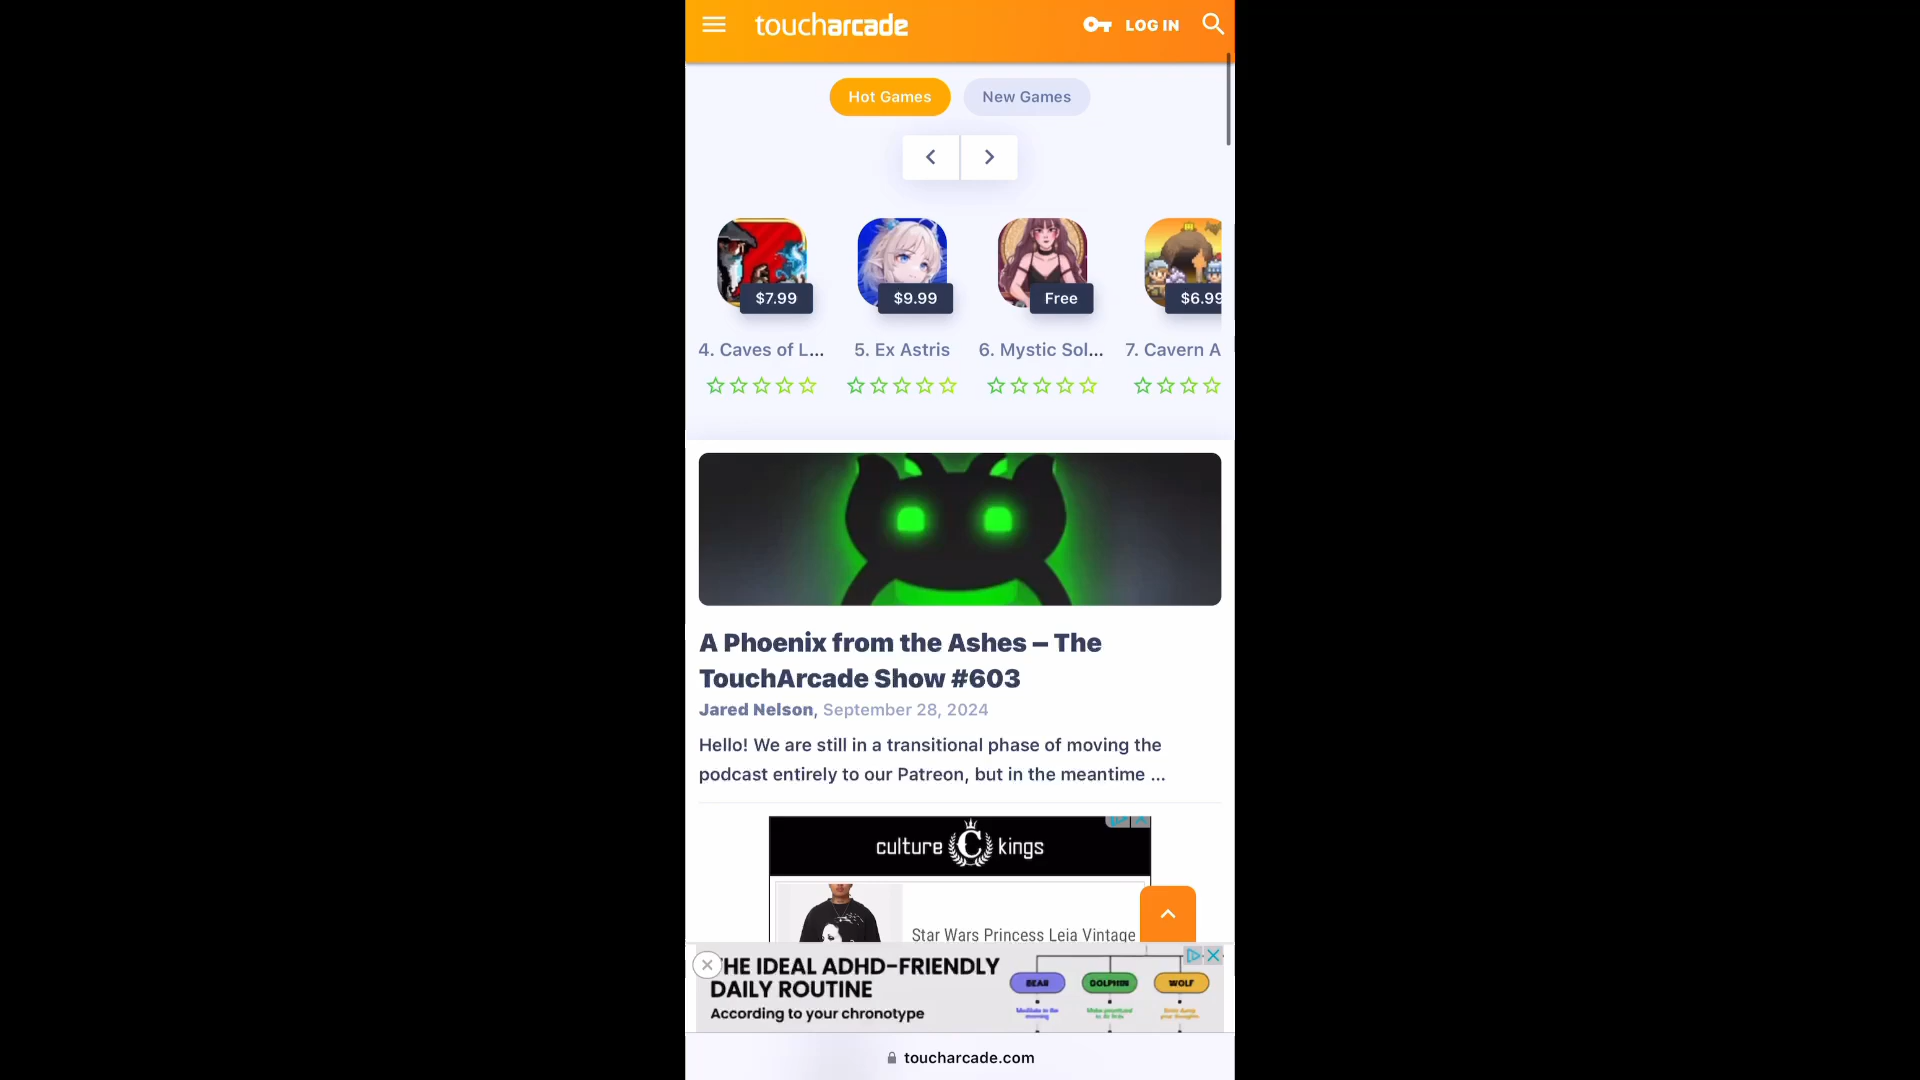 toucharcade
LOG IN
Hot Games
New Games
$7.99
$9.99
Free
$6.99
4. Caves of L...
5. Ex Astris
6. Mystic Sol...
7. Cavern A
A Phoenix from the Ashes – The
TouchArcade Show #603
Jared Nelson, September 28, 2024
Hello! We are still in a transitional phase of moving the
podcast entirely to our Patreon, but in the meantime ...
culture C kings
Star Wars Princess Leia Vintage
HE IDEAL ADHD-FRIENDLY
DAILY ROUTINE
According to your chronotype
BEAR
DOLPHIN
WOLF
toucharcade.com